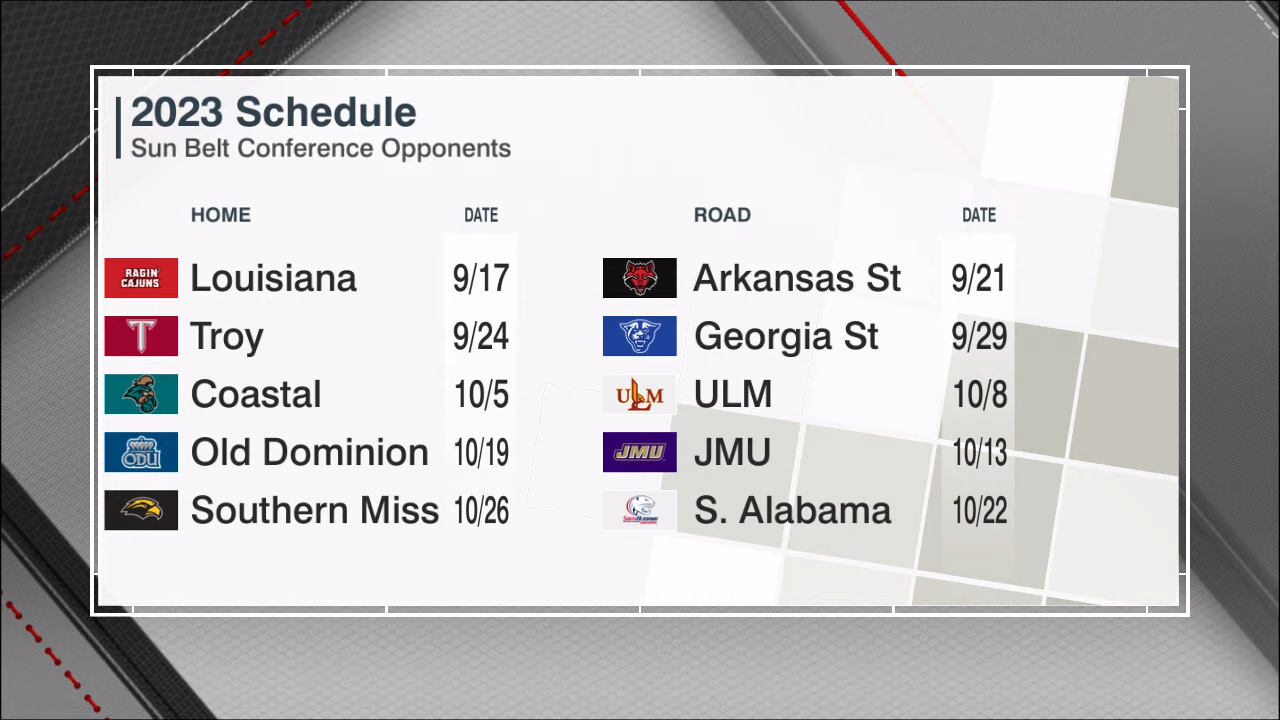 2023 Schedule
Sun Belt Conference Opponents
HOME DATE ROAD DATE
RAGIN' CAJUNS Louisiana 9/17 Arkansas St 9/21
T Troy 9/24 Georgia St 9/29
Coastal 10/5 ULM ULM 10/8
ODU Old Dominion 10/19 JMU JMU 10/13
Southern Miss 10/26 S. Alabama 10/22